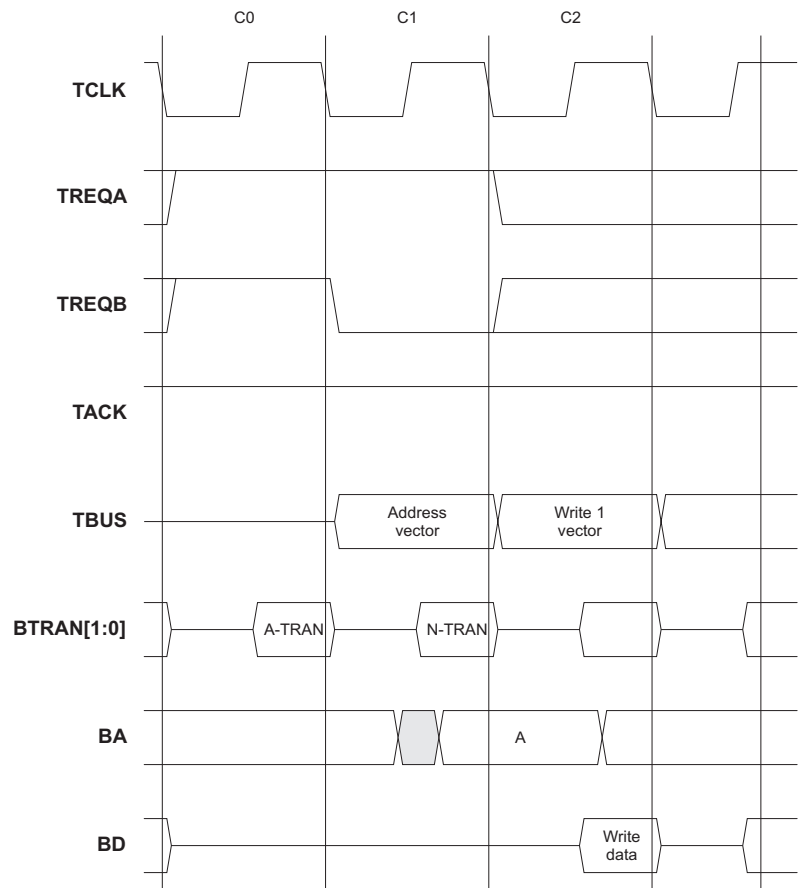 C0 C1 C2
TCLK
TREQA
TREQB
TACK
TBUS
Address
vector
Write 1
vector
BTRAN[1:0]
A-TRAN
N-TRAN
BA
A
BD
Write
data